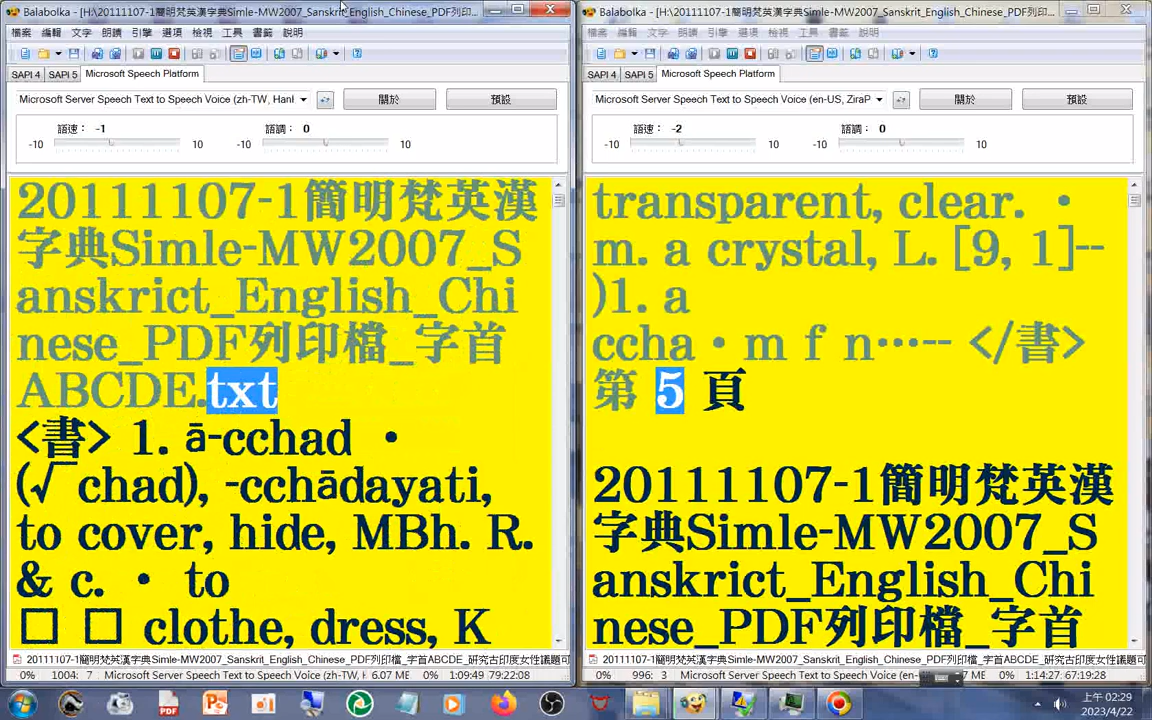 Balabolka - [H:\20111107-1簡明梵英漢字典Simle-MW2007_Sanskrit_English_Chinese_PDF列印...
檔案 編輯 文字 朗讀 引擎 選項 檢視 工具 書籤 說明
SAPI 4 SAPI 5 Microsoft Speech Platform
Microsoft Server Speech Text to Speech Voice (zh-TW, Hanl
關於 預設
語速： -1 語調： 0
-10 10 -10 10
20111107-1簡明梵英漢
字典Simle-MW2007_S
anskrict_English_Chi
nese_PDF列印檔_字首
ABCDE.txt
<書> 1. ā-cchad •
(√ chad), -cchādayati,
to cover, hide, MBh. R.
& c. • to
□ □ clothe, dress, K
20111107-1簡明梵英漢字典Simle-MW2007_Sanskrit_English_Chinese_PDF列印檔_字首ABCDE_研究古印度女性議題可
0% 1004: 7 Microsoft Server Speech Text to Speech Voice (zh-TW, H 6.07 ME 0% 1:09:49 79:22:08
Balabolka - [H:\20111107-1簡明梵英漢字典Simle-MW2007_Sanskrit_English_Chinese_PDF列印...
檔案 編輯 文字 朗讀 引擎 選項 檢視 工具 書籤 說明
SAPI 4 SAPI 5 Microsoft Speech Platform
Microsoft Server Speech Text to Speech Voice (en-US, ZiraP
關於 預設
語速： -2 語調： 0
-10 10 -10 10
transparent, clear. •
m. a crystal, L. [9, 1]--
)1. a
ccha • m f n…-- </書>
第 5 頁
20111107-1簡明梵英漢
字典Simle-MW2007_S
anskrict_English_Chi
nese_PDF列印檔_字首
20111107-1簡明梵英漢字典Simle-MW2007_Sanskrit_English_Chinese_PDF列印檔_字首ABCDE_研究古印度女性議題可
0% 996: 3 Microsoft Server Speech Text to Speech Voice (en- 0% 1:14:27 67:19:28
上午 02:29
2023/4/22